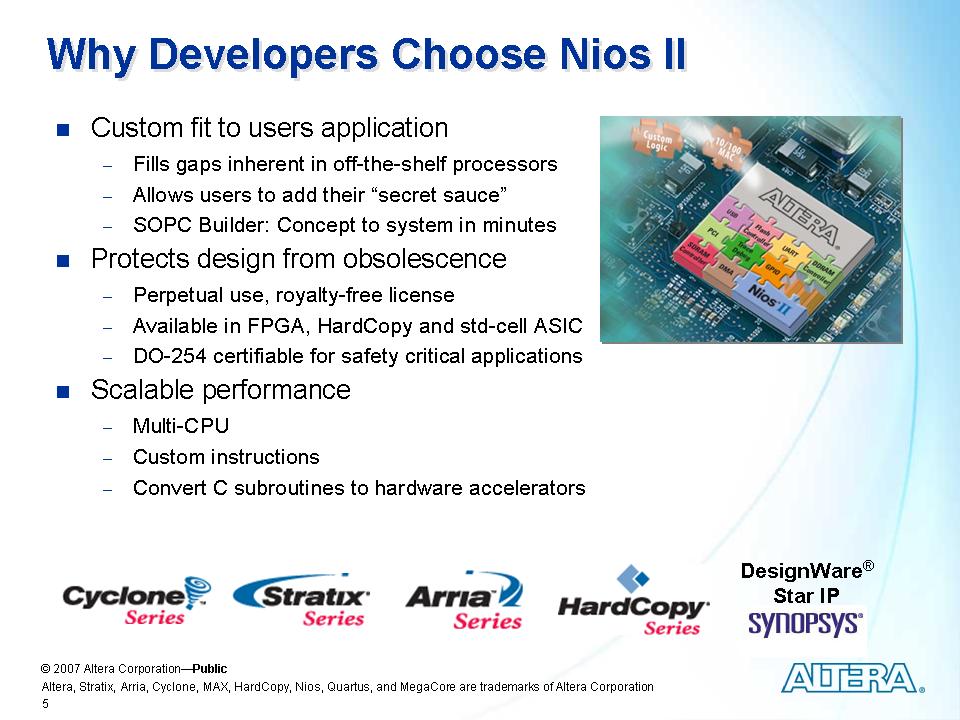 Why Developers Choose Nios II
Custom fit to users application
– Fills gaps inherent in off-the-shelf processors
– Allows users to add their “secret sauce”
– SOPC Builder: Concept to system in minutes
Protects design from obsolescence
– Perpetual use, royalty-free license
– Available in FPGA, HardCopy and std-cell ASIC
– DO-254 certifiable for safety critical applications
Scalable performance
– Multi-CPU
– Custom instructions
– Convert C subroutines to hardware accelerators
Custom
Logic
10/100
MAC
ALTERA®
USB
Flash
Controller
UART
DDRAM
Controller
PCI
Trace
Debug
GPIO
SDRAM
Controller
DMA
Nios® II
Cyclone®
Series
Stratix®
Series
Arria™
Series
HardCopy®
Series
DesignWare®
Star IP
SYNOPSYS®
© 2007 Altera Corporation—Public
Altera, Stratix, Arria, Cyclone, MAX, HardCopy, Nios, Quartus, and MegaCore are trademarks of Altera Corporation
5
ALTERA®